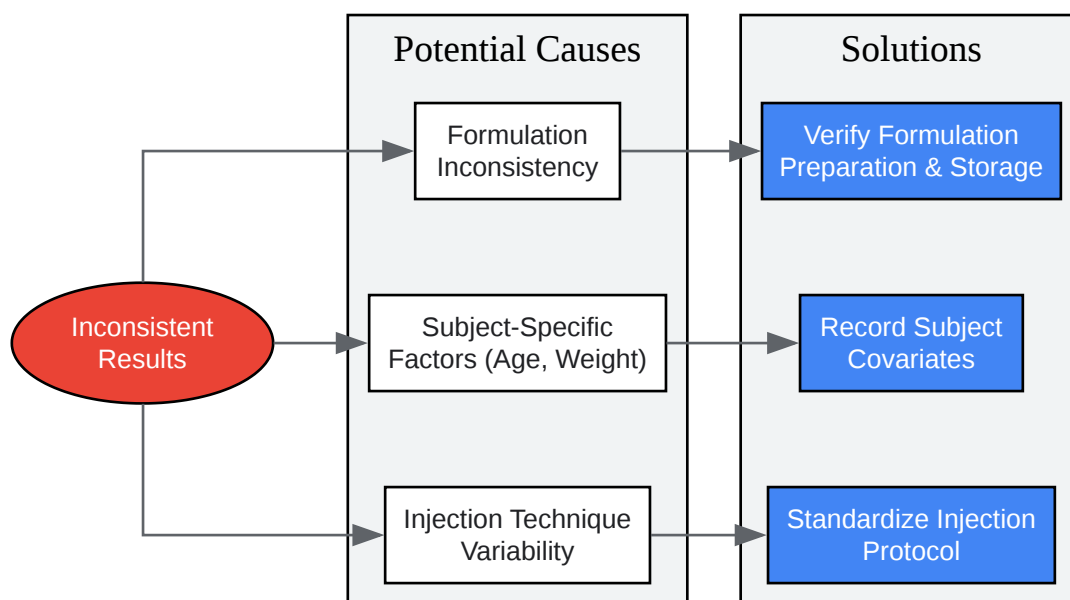 Potential Causes
Solutions
Formulation
Inconsistency
Verify Formulation
Preparation & Storage
Inconsistent
Results
Subject-Specific
Factors (Age, Weight)
Record Subject
Covariates
Injection Technique
Variability
Standardize Injection
Protocol